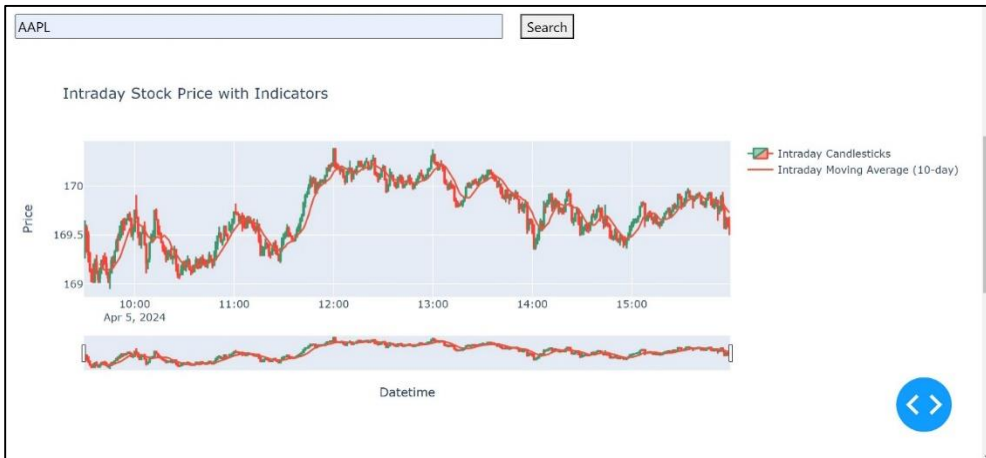 AAPL
Search
Intraday Stock Price with Indicators
Intraday Candlesticks
Intraday Moving Average (10-day)
Price
170
169.5
169
10:00
11:00
12:00
13:00
14:00
15:00
Apr 5, 2024
Datetime